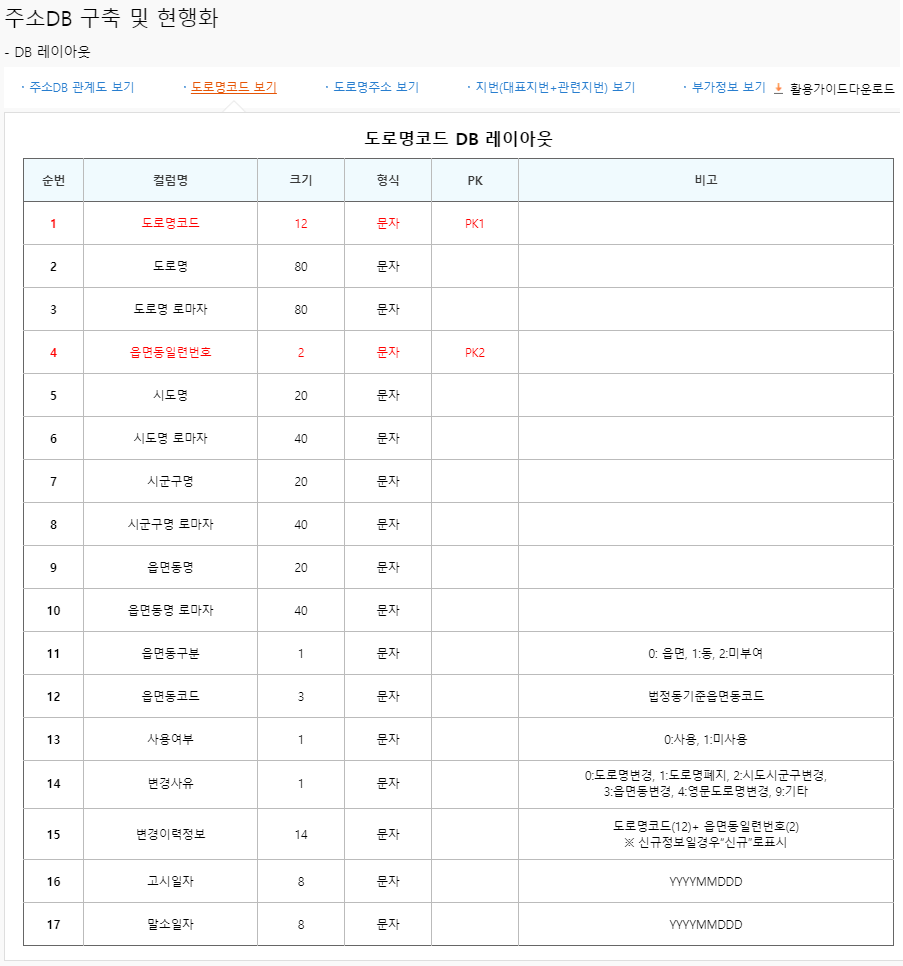 주소DB 구축 및 현행화
- DB 레이아웃
· 주소DB 관계도 보기 · 도로명코드 보기 · 도로명주소 보기 · 지번(대표지번+관련지번) 보기 · 부가정보 보기 활용가이드다운로드
도로명코드 DB 레이아웃
순번 컬럼명 크기 형식 PK 비고
1 도로명코드 12 문자 PK1
2 도로명 80 문자
3 도로명 로마자 80 문자
4 읍면동일련번호 2 문자 PK2
5 시도명 20 문자
6 시도명 로마자 40 문자
7 시군구명 20 문자
8 시군구명 로마자 40 문자
9 읍면동명 20 문자
10 읍면동명 로마자 40 문자
11 읍면동구분 1 문자 0: 읍면, 1:동, 2:미부여
12 읍면동코드 3 문자 법정동기준읍면동코드
13 사용여부 1 문자 0:사용, 1:미사용
14 변경사유 1 문자 0:도로명변경, 1:도로명폐지, 2:시도시군구변경,
3:읍면동변경, 4:영문도로명변경, 9:기타
15 변경이력정보 14 문자 도로명코드(12)+ 읍면동일련번호(2)
※ 신규정보일경우"신규"로표시
16 고시일자 8 문자 YYYYMMDDD
17 말소일자 8 문자 YYYYMMDDD